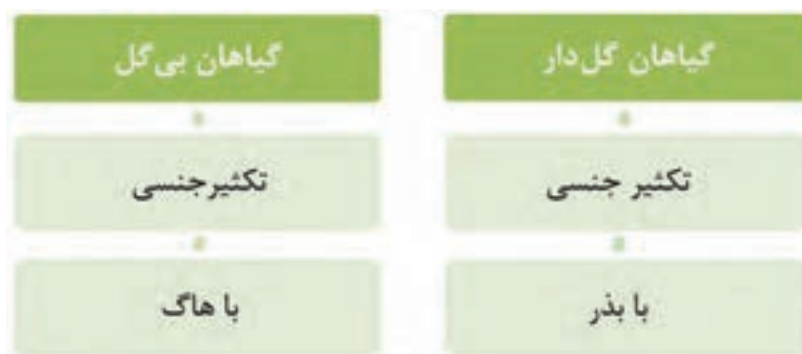 گیاهان گل‌دار
تکثیر جنسی
با بذر
گیاهان بی‌گل
تکثیرجنسی
با هاگ